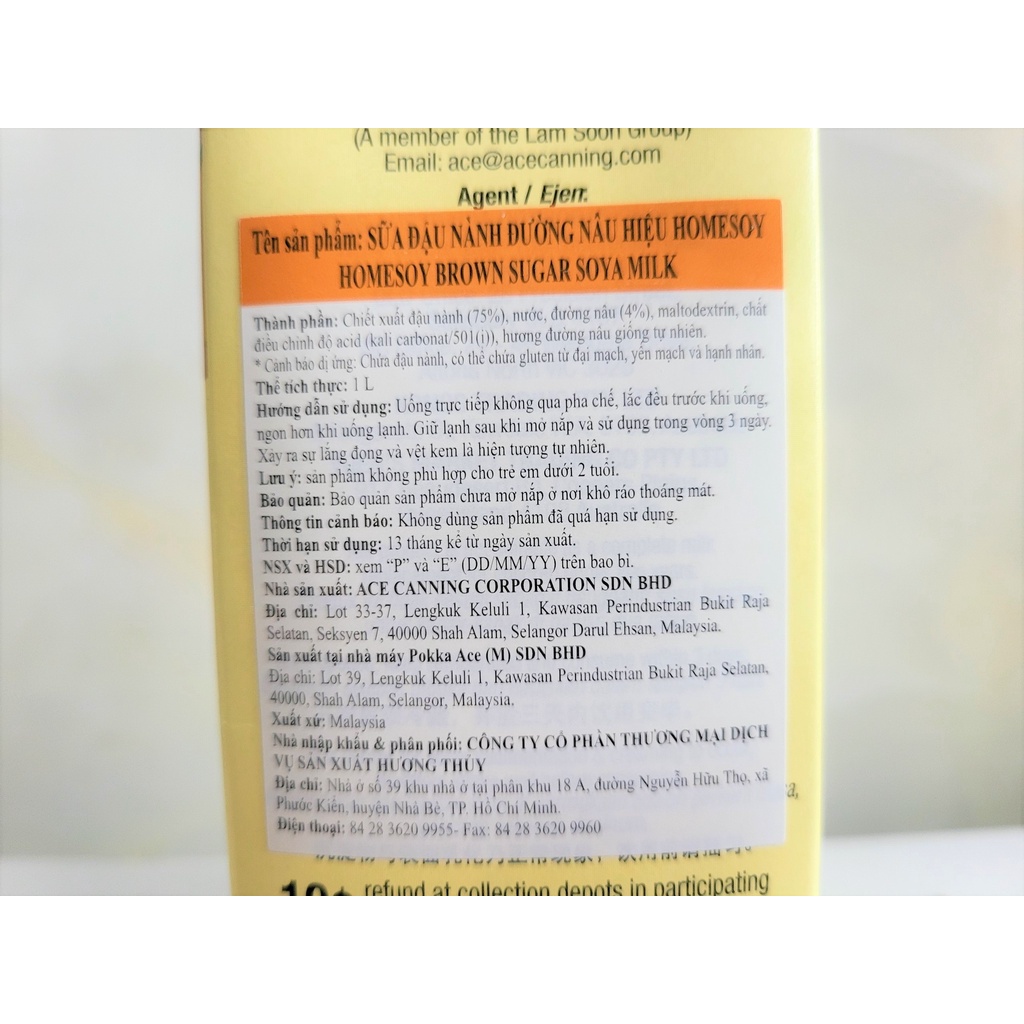 (A member of the Lam Soon Group)
Email: ace@acecanning.com
Agent / Ejen:
Tên sản phẩm: SỮA ĐẬU NÀNH ĐƯỜNG NÂU HIỆU HOMESOY
HOMESOY BROWN SUGAR SOYA MILK
Thành phần: Chiết xuất đậu nành (75%), nước, đường nâu (4%), maltodextrin, chất
điều chỉnh độ acid (kali carbonat/501(i)), hương đường nâu giống tự nhiên.
* Cảnh báo dị ứng: Chứa đậu nành, có thể chứa gluten từ đại mạch, yến mạch và hạnh nhân.
Thể tích thực: 1 L
Hướng dẫn sử dụng: Uống trực tiếp không qua pha chế, lắc đều trước khi uống,
ngon hơn khi uống lạnh. Giữ lạnh sau khi mở nắp và sử dụng trong vòng 3 ngày.
Xảy ra sự lắng đọng và vệt kem là hiện tượng tự nhiên.
Lưu ý: sản phẩm không phù hợp cho trẻ em dưới 2 tuổi.
Bảo quản: Bảo quản sản phẩm chưa mở nắp ở nơi khô ráo thoáng mát.
Thông tin cảnh báo: Không dùng sản phẩm đã quá hạn sử dụng.
Thời hạn sử dụng: 13 tháng kể từ ngày sản xuất.
NSX và HSD: xem “P” và “E” (DD/MM/YY) trên bao bì.
Nhà sản xuất: ACE CANNING CORPORATION SDN BHD
Địa chỉ: Lot 33-37, Lengkuk Keluli 1, Kawasan Perindustrian Bukit Raja
Selatan, Seksyen 7, 40000 Shah Alam, Selangor Darul Ehsan, Malaysia.
Sản xuất tại nhà máy Pokka Ace (M) SDN BHD
Địa chỉ: Lot 39, Lengkuk Keluli 1, Kawasan Perindustrian Bukit Raja Selatan,
40000, Shah Alam, Selangor, Malaysia.
Xuất xứ: Malaysia
Nhà nhập khẩu & phân phối: CÔNG TY CỔ PHẦN THƯƠNG MẠI DỊCH
VỤ SẢN XUẤT HƯƠNG THỦY
Địa chỉ: Nhà ở số 39 khu nhà ở tại phân khu 18 A, đường Nguyễn Hữu Thọ, xã
Phước Kiển, huyện Nhà Bè, TP. Hồ Chí Minh.
Điện thoại: 84 28 3620 9955- Fax: 84 28 3620 9960
refund at collection depots in participating